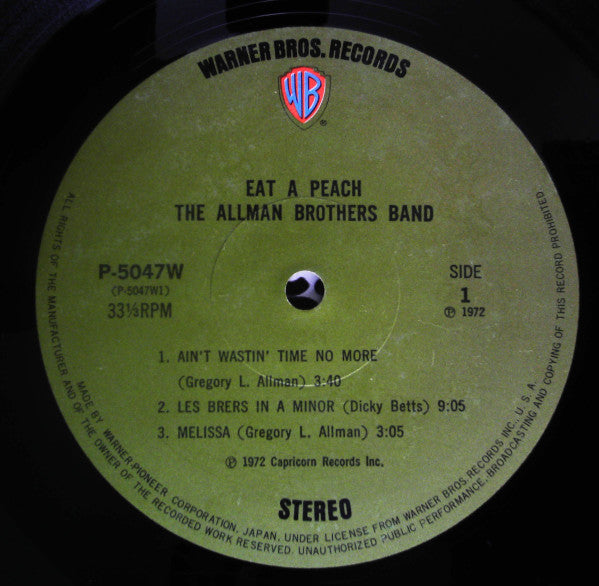 WARNER BROS. RECORDS
WB
®
EAT A PEACH
THE ALLMAN BROTHERS BAND
P-5047W
(P-5047W1)
33⅓RPM
SIDE
1
Ⓟ 1972
1. AIN'T WASTIN' TIME NO MORE
(Gregory L. Allman) 3:40
2. LES BRERS IN A MINOR (Dicky Betts) 9:05
3. MELISSA (Gregory L. Allman) 3:05
Ⓟ 1972 Capricorn Records Inc.
STEREO
MADE BY WARNER-PIONEER CORPORATION, JAPAN, UNDER LICENSE FROM WARNER BROS. RECORDS INC., U.S.A.
ALL RIGHTS OF THE MANUFACTURER AND OF THE OWNER OF THE RECORDED WORK RESERVED. UNAUTHORIZED PUBLIC PERFORMANCE, BROADCASTING AND COPYING OF THIS RECORD PROHIBITED